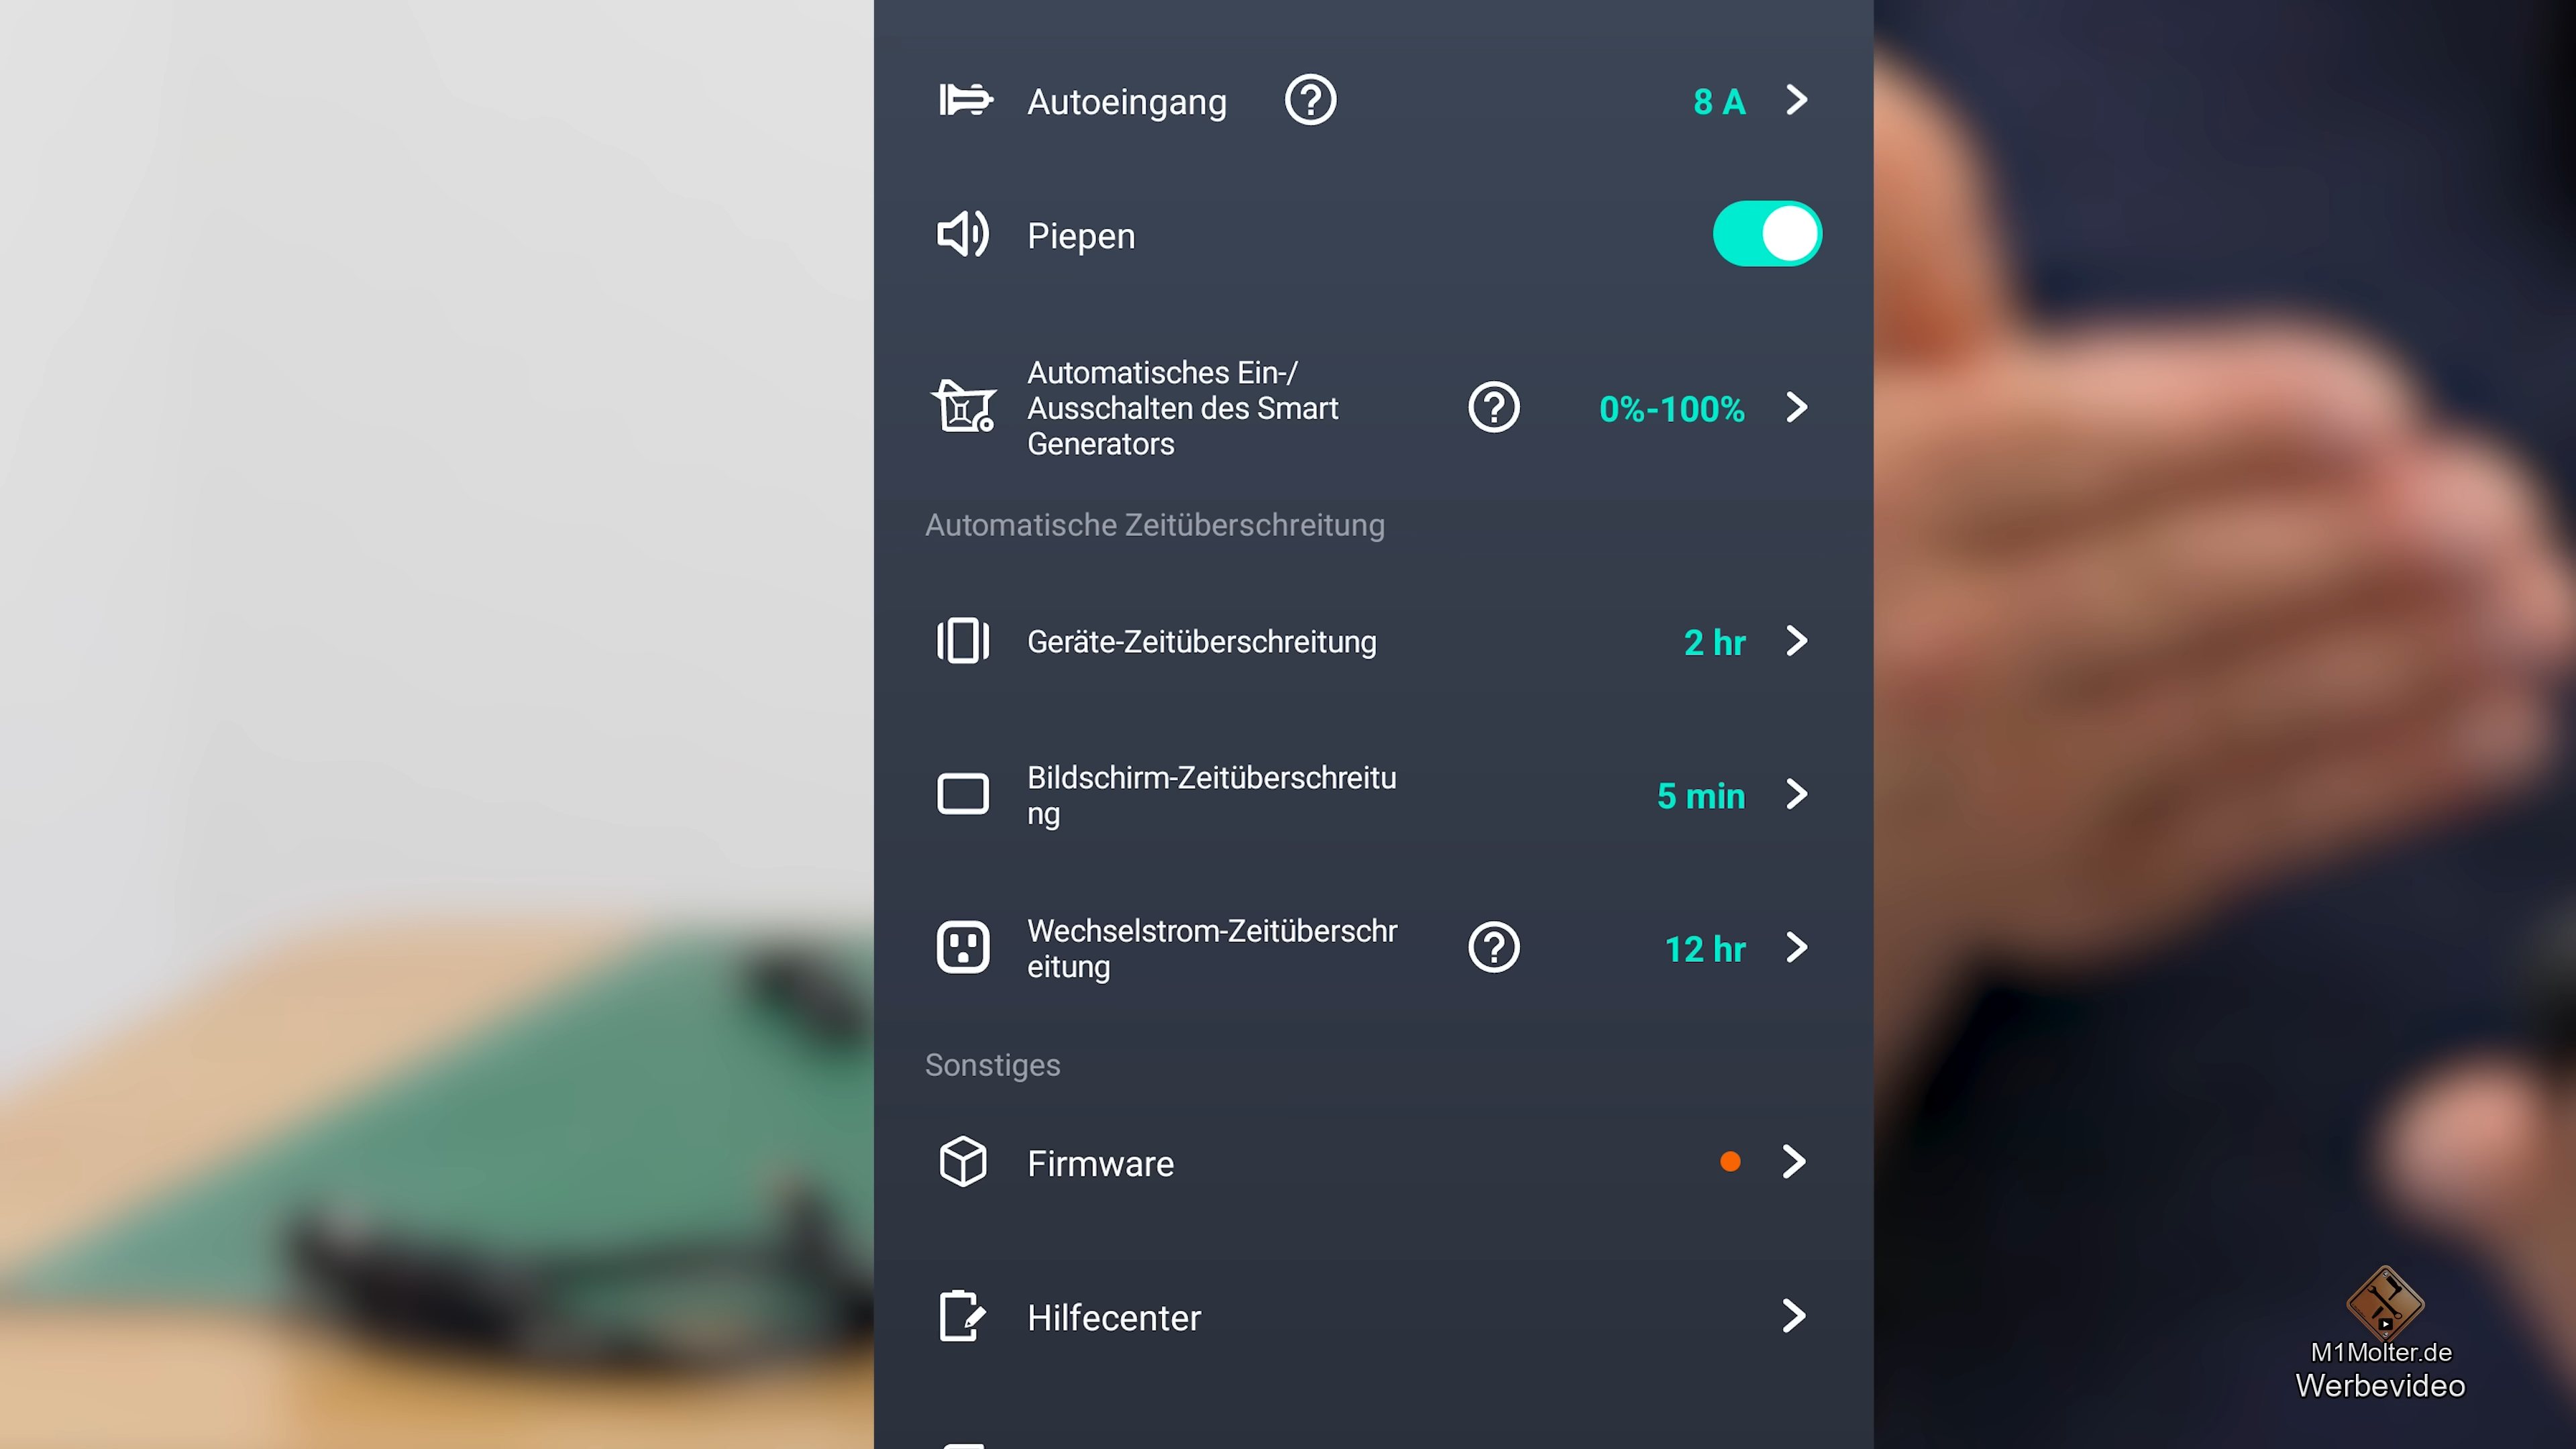 Autoeingang ? 8 A
Piepen
Automatisches Ein-/
Ausschalten des Smart
Generators
? 0%-100%
Automatische Zeitüberschreitung
Geräte-Zeitüberschreitung 2 hr
Bildschirm-Zeitüberschreitu
ng
5 min
Wechselstrom-Zeitüberschr
eitung
? 12 hr
Sonstiges
Firmware
Hilfecenter
M1Molter.de
Werbevideo